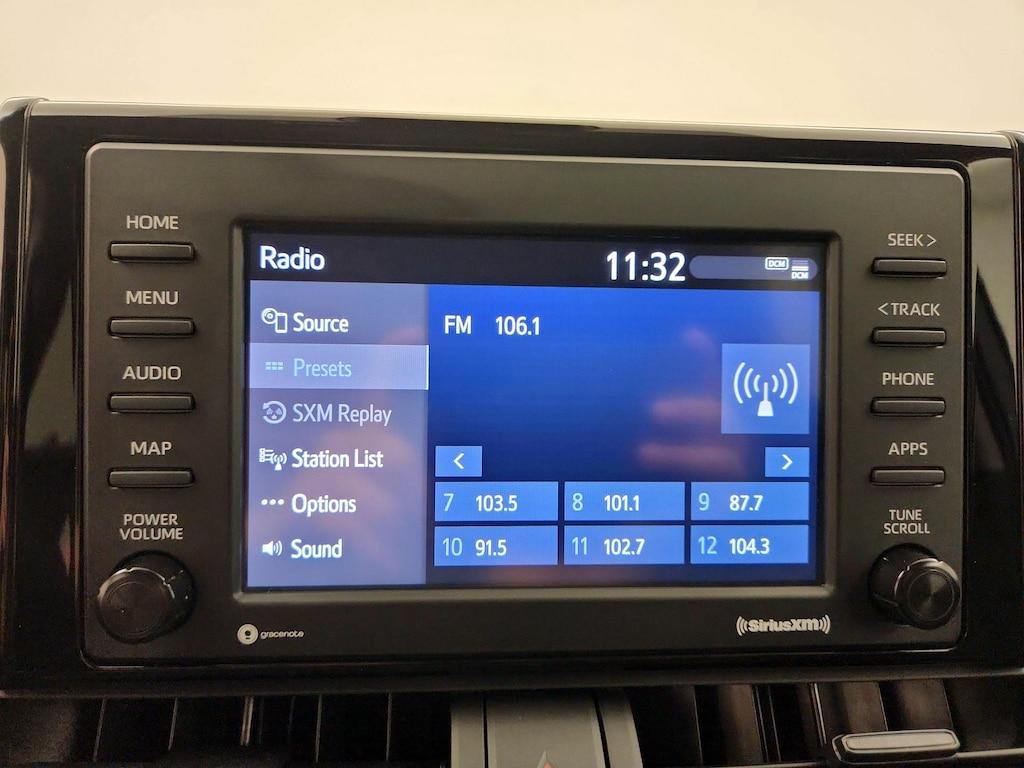 HOME
MENU
AUDIO
MAP
POWER
VOLUME
Radio
11:32
DCM
DCM
Source
Presets
SXM Replay
Station List
Options
Sound
FM 106.1
<
>
7 103.5
8 101.1
9 87.7
10 91.5
11 102.7
12 104.3
SEEK >
< TRACK
PHONE
APPS
TUNE
SCROLL
g gracenote
((SiriusXM))